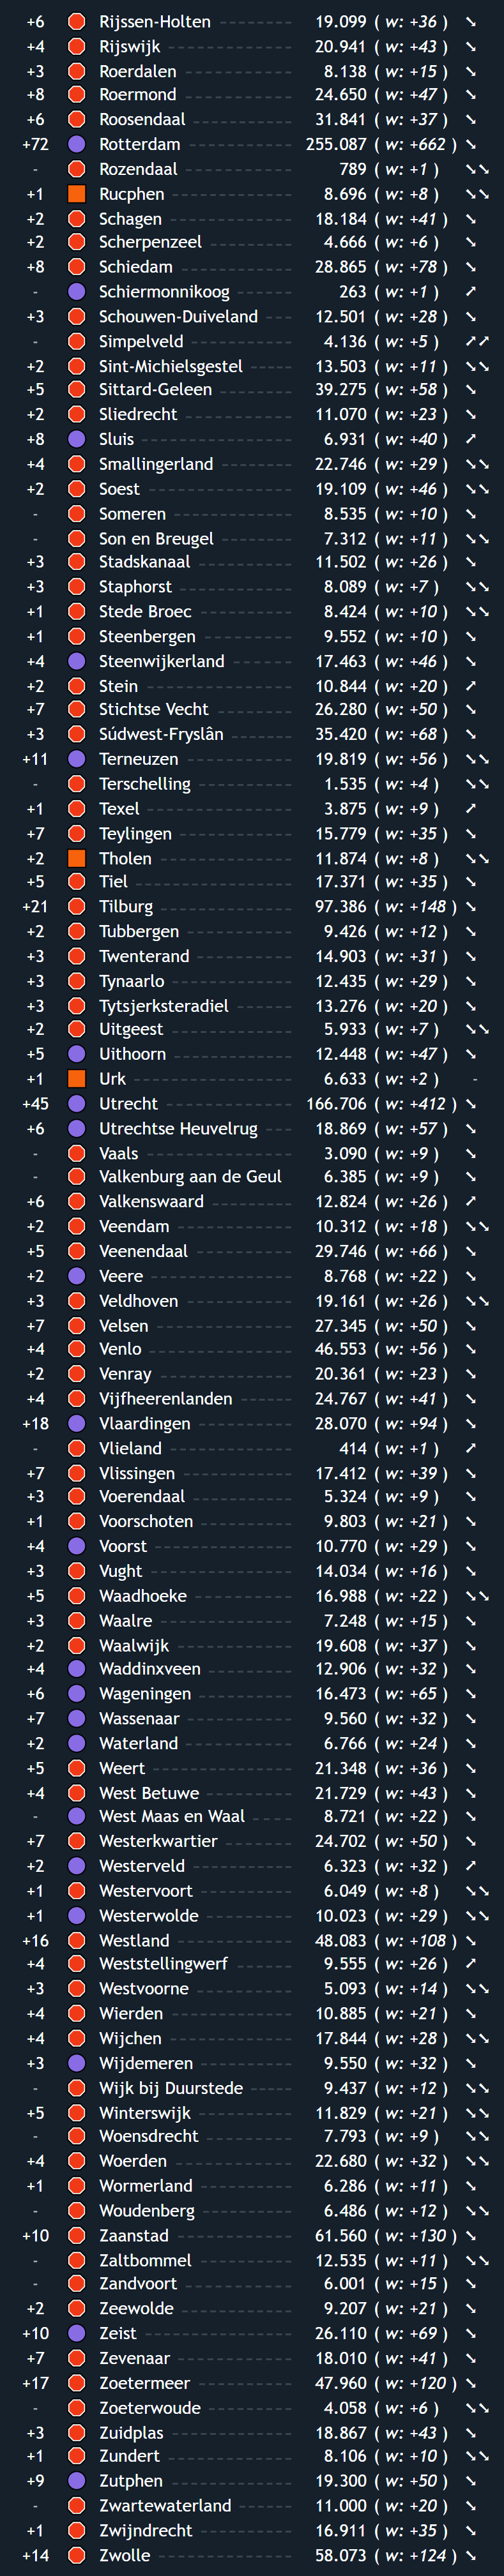 +6 Rijssen-Holten 19.099 ( w: +36 ) ➘
+4 Rijswijk 20.941 ( w: +43 ) ➘
+3 Roerdalen 8.138 ( w: +15 ) ➘
+8 Roermond 24.650 ( w: +47 ) ➘
+6 Roosendaal 31.841 ( w: +37 ) ➘
+72 Rotterdam 255.087 ( w: +662 ) ➘
- Rozendaal 789 ( w: +1 ) ➘➘
+1 Rucphen 8.696 ( w: +8 ) ➘➘
+2 Schagen 18.184 ( w: +41 ) ➘
+2 Scherpenzeel 4.666 ( w: +6 ) ➘
+8 Schiedam 28.865 ( w: +78 ) ➘
- Schiermonnikoog 263 ( w: +1 ) ➚
+3 Schouwen-Duiveland 12.501 ( w: +28 ) ➘
- Simpelveld 4.136 ( w: +5 ) ➚➚
+2 Sint-Michielsgestel 13.503 ( w: +11 ) ➘➘
+5 Sittard-Geleen 39.275 ( w: +58 ) ➘
+2 Sliedrecht 11.070 ( w: +23 ) ➘
+8 Sluis 6.931 ( w: +40 ) ➚
+4 Smallingerland 22.746 ( w: +29 ) ➘➘
+2 Soest 19.109 ( w: +46 ) ➘➘
- Someren 8.535 ( w: +10 ) ➘
- Son en Breugel 7.312 ( w: +11 ) ➘➘
+3 Stadskanaal 11.502 ( w: +26 ) ➘
+3 Staphorst 8.089 ( w: +7 ) ➘➘
+1 Stede Broec 8.424 ( w: +10 ) ➘➘
+1 Steenbergen 9.552 ( w: +10 ) ➘
+4 Steenwijkerland 17.463 ( w: +46 ) ➘
+2 Stein 10.844 ( w: +20 ) ➚
+7 Stichtse Vecht 26.280 ( w: +50 ) ➘
+3 Súdwest-Fryslân 35.420 ( w: +68 ) ➘
+11 Terneuzen 19.819 ( w: +56 ) ➘➘
- Terschelling 1.535 ( w: +4 ) ➘➘
+1 Texel 3.875 ( w: +9 ) ➚
+7 Teylingen 15.779 ( w: +35 ) ➘
+2 Tholen 11.874 ( w: +8 ) ➘➘
+5 Tiel 17.371 ( w: +35 ) ➘
+21 Tilburg 97.386 ( w: +148 ) ➘
+2 Tubbergen 9.426 ( w: +12 ) ➘
+3 Twenterand 14.903 ( w: +31 ) ➘
+3 Tynaarlo 12.435 ( w: +29 ) ➘
+3 Tytsjerksteradiel 13.276 ( w: +20 ) ➘
+2 Uitgeest 5.933 ( w: +7 ) ➘➘
+5 Uithoorn 12.448 ( w: +47 ) ➘
+1 Urk 6.633 ( w: +2 ) -
+45 Utrecht 166.706 ( w: +412 ) ➘
+6 Utrechtse Heuvelrug 18.869 ( w: +57 ) ➘
- Vaals 3.090 ( w: +9 ) ➘
- Valkenburg aan de Geul 6.385 ( w: +9 ) ➘
+6 Valkenswaard 12.824 ( w: +26 ) ➚
+2 Veendam 10.312 ( w: +18 ) ➘➘
+5 Veenendaal 29.746 ( w: +66 ) ➘
+2 Veere 8.768 ( w: +22 ) ➘
+3 Veldhoven 19.161 ( w: +26 ) ➘➘
+7 Velsen 27.345 ( w: +50 ) ➘
+4 Venlo 46.553 ( w: +56 ) ➘
+2 Venray 20.361 ( w: +23 ) ➘
+4 Vijfheerenlanden 24.767 ( w: +41 ) ➘
+18 Vlaardingen 28.070 ( w: +94 ) ➘
- Vlieland 414 ( w: +1 ) ➚
+7 Vlissingen 17.412 ( w: +39 ) ➘
+3 Voerendaal 5.324 ( w: +9 ) ➘
+1 Voorschoten 9.803 ( w: +21 ) ➘
+4 Voorst 10.770 ( w: +29 ) ➘
+3 Vught 14.034 ( w: +16 ) ➘
+5 Waadhoeke 16.988 ( w: +22 ) ➘➘
+3 Waalre 7.248 ( w: +15 ) ➘
+2 Waalwijk 19.608 ( w: +37 ) ➘
+4 Waddinxveen 12.906 ( w: +32 ) ➘
+6 Wageningen 16.473 ( w: +65 ) ➘
+7 Wassenaar 9.560 ( w: +32 ) ➘
+2 Waterland 6.766 ( w: +24 ) ➘
+5 Weert 21.348 ( w: +36 ) ➘
+4 West Betuwe 21.729 ( w: +43 ) ➘
- West Maas en Waal 8.721 ( w: +22 ) ➘
+7 Westerkwartier 24.702 ( w: +50 ) ➘
+2 Westerveld 6.323 ( w: +32 ) ➚
+1 Westervoort 6.049 ( w: +8 ) ➘➘
+1 Westerwolde 10.023 ( w: +29 ) ➘➘
+16 Westland 48.083 ( w: +108 ) ➘
+4 Weststellingwerf 9.555 ( w: +26 ) ➚
+3 Westvoorne 5.093 ( w: +14 ) ➘➘
+4 Wierden 10.885 ( w: +21 ) ➘
+4 Wijchen 17.844 ( w: +28 ) ➘➘
+3 Wijdemeren 9.550 ( w: +32 ) ➘
- Wijk bij Duurstede 9.437 ( w: +12 ) ➘➘
+5 Winterswijk 11.829 ( w: +21 ) ➘➘
- Woensdrecht 7.793 ( w: +9 ) ➘➘
+4 Woerden 22.680 ( w: +32 ) ➘➘
+1 Wormerland 6.286 ( w: +11 ) ➘
- Woudenberg 6.486 ( w: +12 ) ➘➘
+10 Zaanstad 61.560 ( w: +130 ) ➘
- Zaltbommel 12.535 ( w: +11 ) ➘➘
- Zandvoort 6.001 ( w: +15 ) ➘
+2 Zeewolde 9.207 ( w: +21 ) ➘
+10 Zeist 26.110 ( w: +69 ) ➘
+7 Zevenaar 18.010 ( w: +41 ) ➘
+17 Zoetermeer 47.960 ( w: +120 ) ➘
- Zoeterwoude 4.058 ( w: +6 ) ➘➘
+3 Zuidplas 18.867 ( w: +43 ) ➘
+1 Zundert 8.106 ( w: +10 ) ➘➘
+9 Zutphen 19.300 ( w: +50 ) ➘
- Zwartewaterland 11.000 ( w: +20 ) ➘
+1 Zwijndrecht 16.911 ( w: +35 ) ➘
+14 Zwolle 58.073 ( w: +124 ) ➘